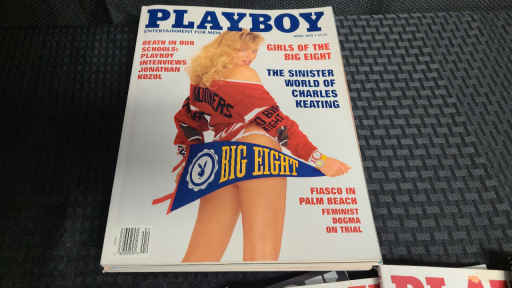 PLAYBOY
ENTERTAINMENT FOR MEN
DEATH IN OUR
SCHOOLS:
PLAYBOY
INTERVIEWS
JONATHAN
KOZOL
GIRLS OF THE
BIG EIGHT
THE SINISTER
WORLD OF
CHARLES
KEATING
BIG EIGHT
FIASCO IN
PALM BEACH
FEMINIST
DOGMA
ON TRIAL